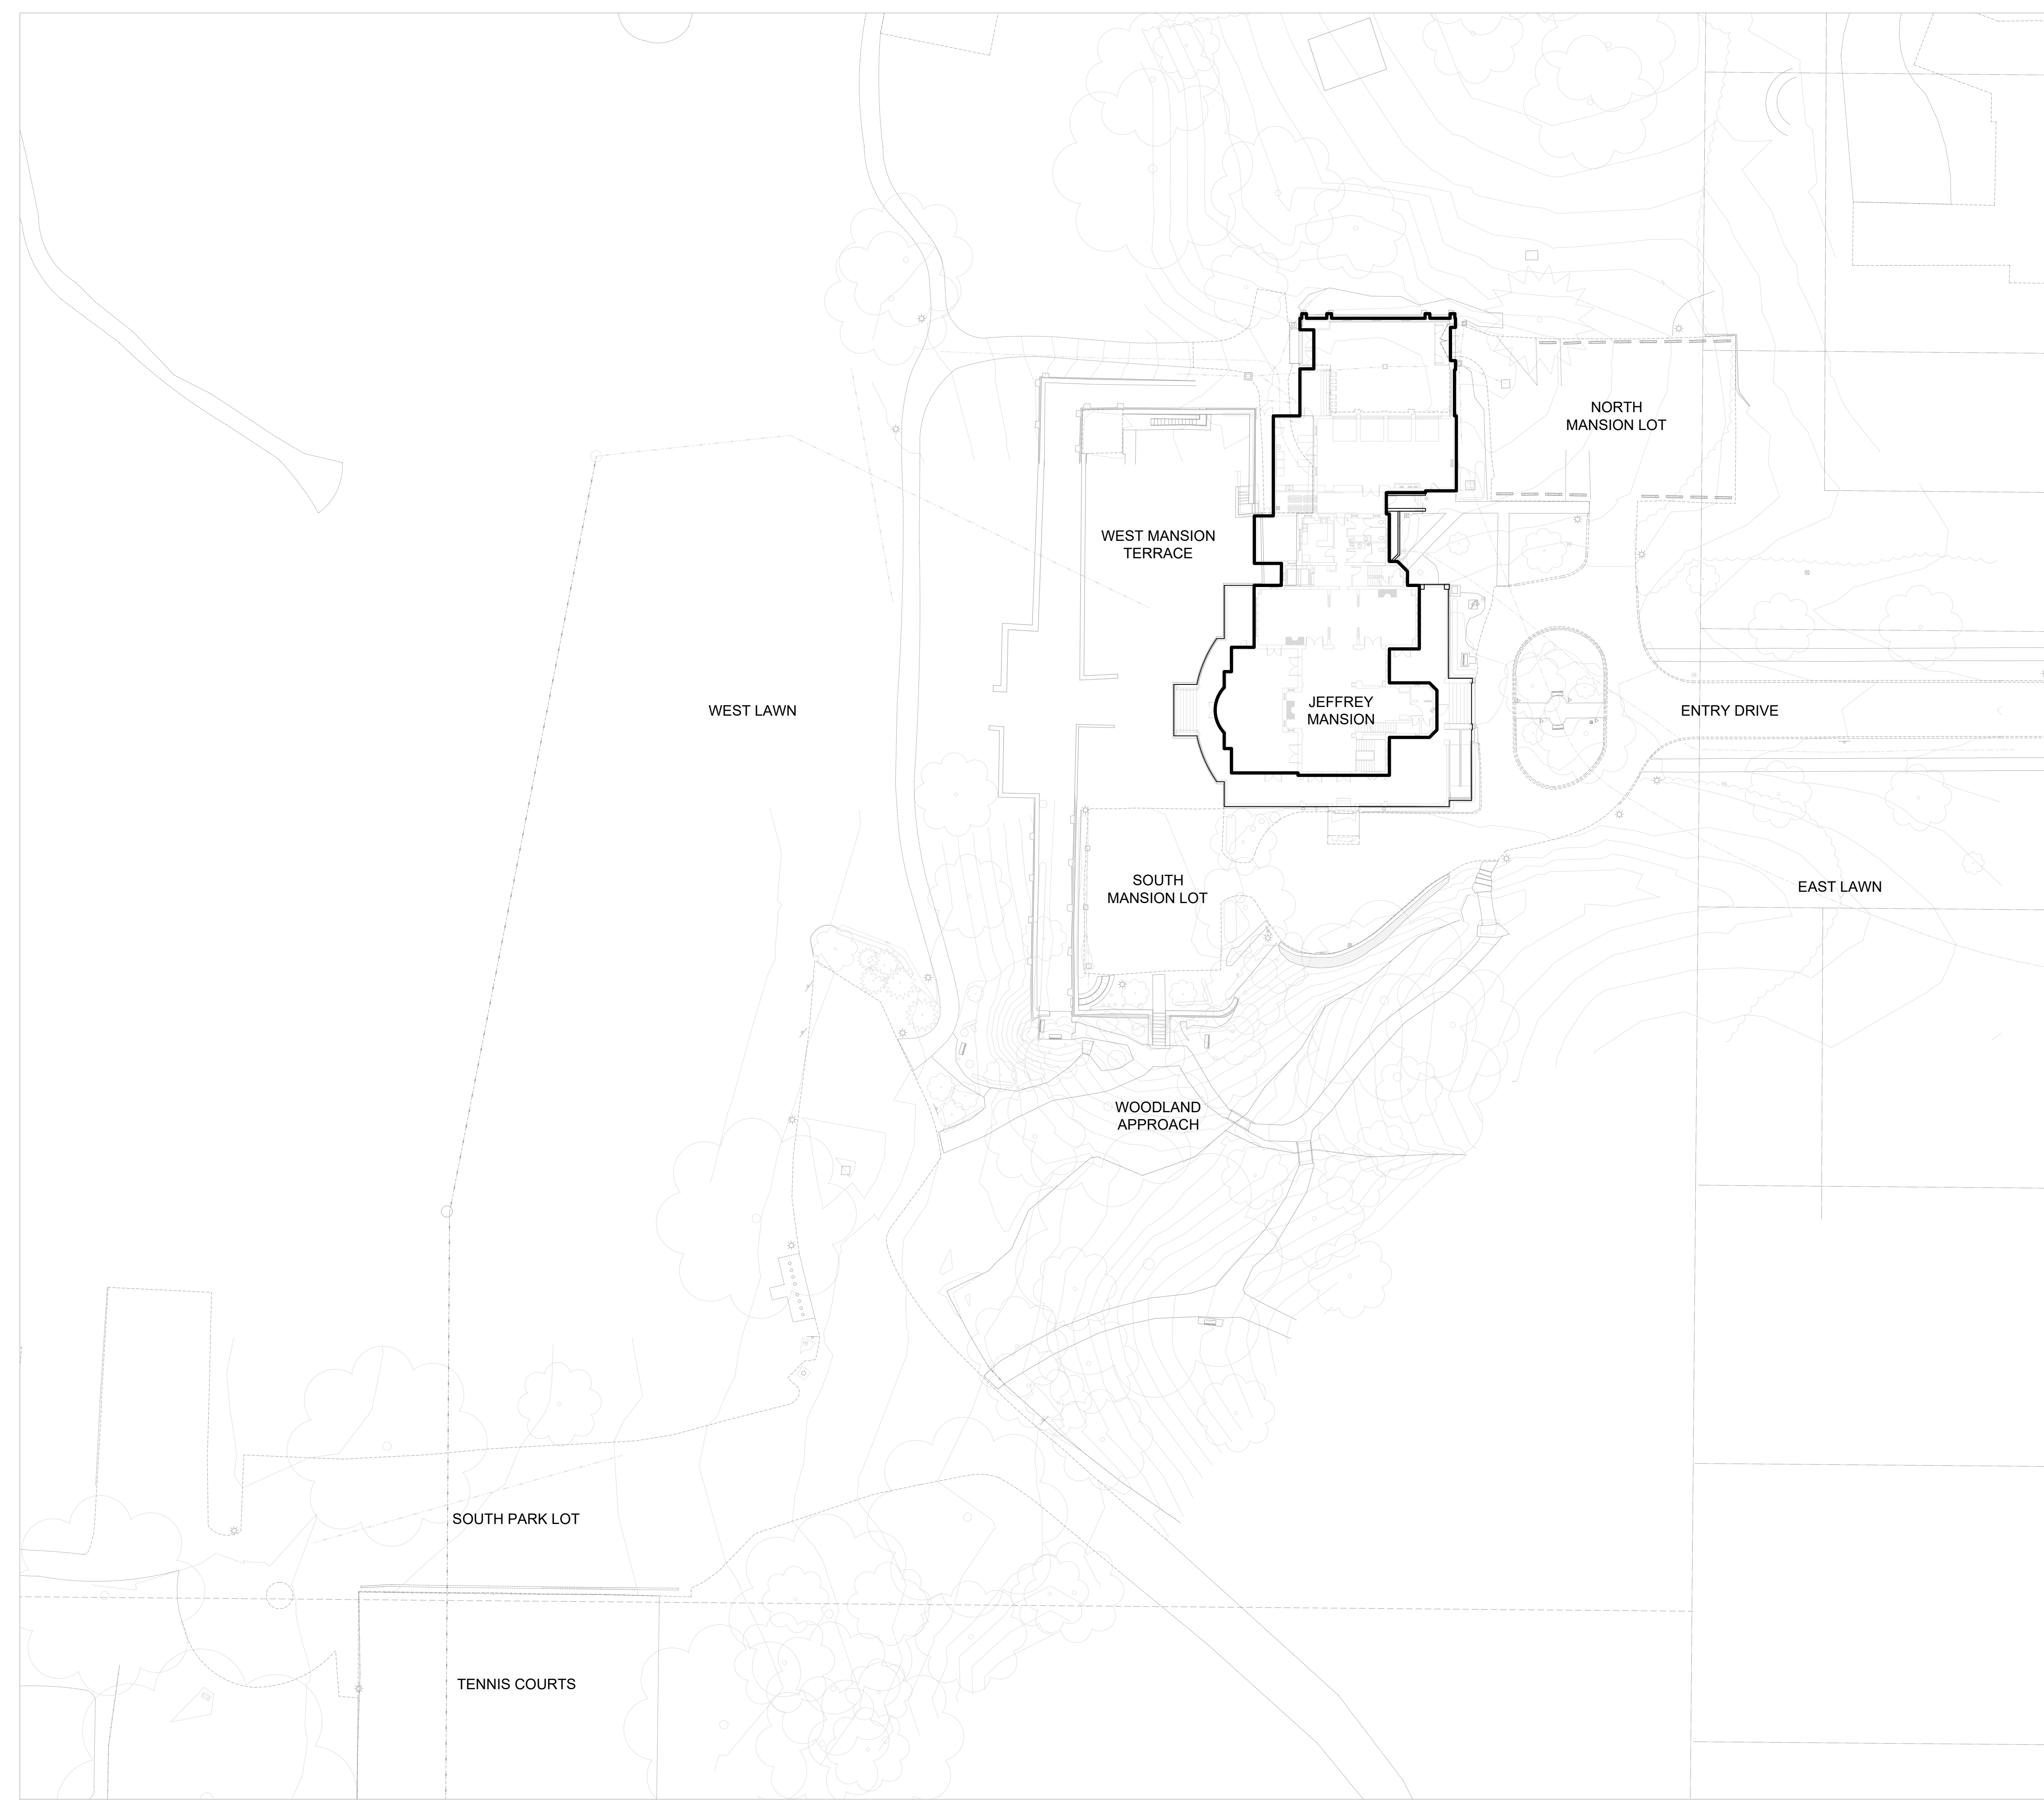 NORTH
MANSION LOT
WEST MANSION
TERRACE
WEST LAWN
JEFFREY
MANSION
ENTRY DRIVE
SOUTH
MANSION LOT
EAST LAWN
WOODLAND
APPROACH
SOUTH PARK LOT
TENNIS COURTS